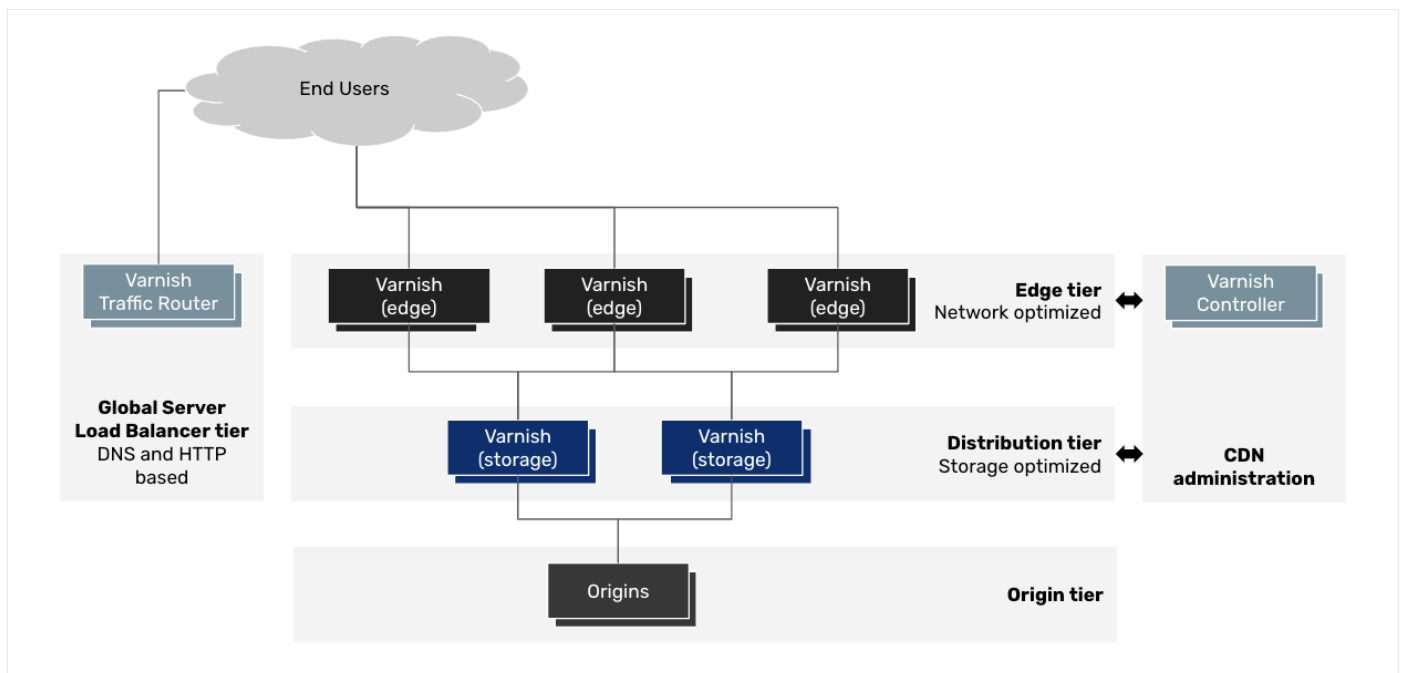 End Users
Varnish
Traffic Router
Global Server
Load Balancer tier
DNS and HTTP
based
Varnish
(edge)
Varnish
(edge)
Varnish
(edge)
Edge tier
Network optimized
Varnish
Controller
Varnish
(storage)
Varnish
(storage)
Distribution tier
Storage optimized
CDN
administration
Origins
Origin tier